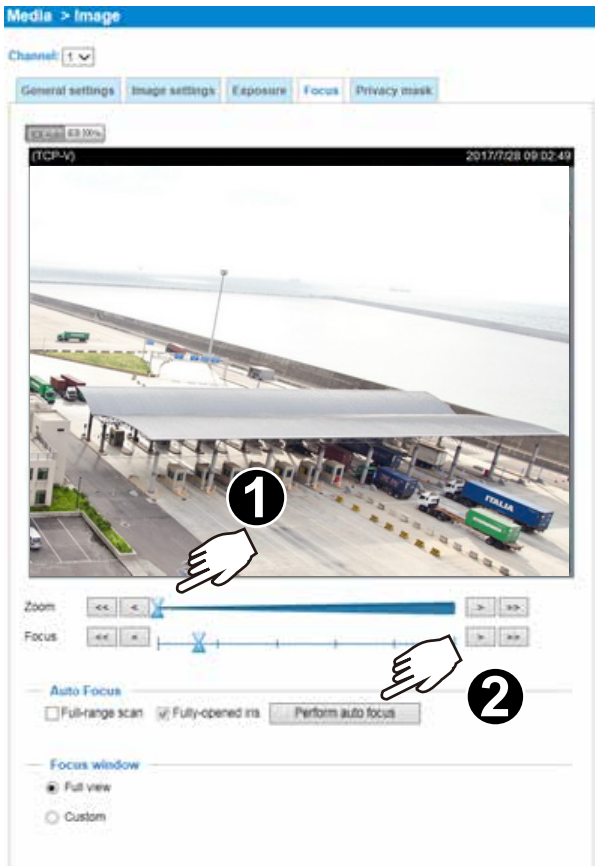 Media > Image
Channel: 1
General settings Image settings Exposure Focus Privacy mask
(TCP-V) 2017/7/28 09:02:49
ITALIA
1
Zoom << < > >>
Focus << < > >>
2
Auto Focus
Full-range scan Fully-opened iris Perform auto focus
Focus window
Full view
Custom